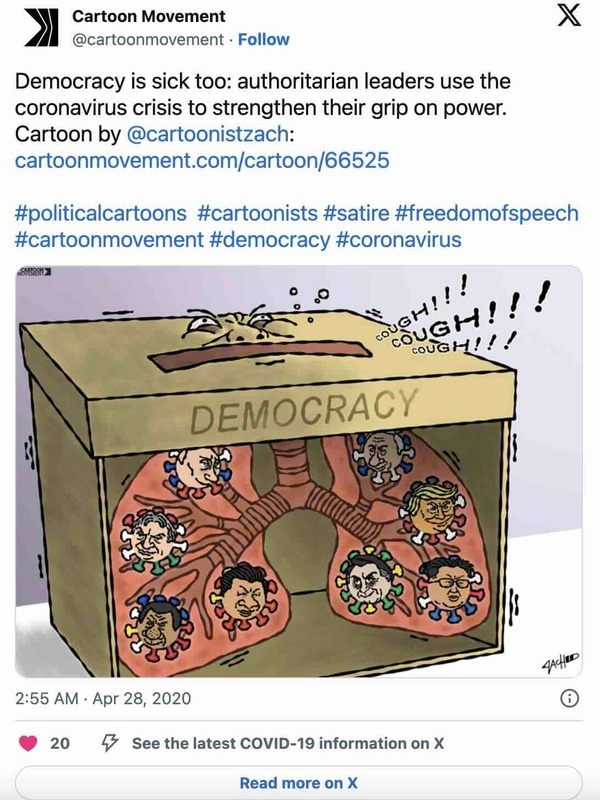 Cartoon Movement
@cartoonmovement · Follow
Democracy is sick too: authoritarian leaders use the
coronavirus crisis to strengthen their grip on power.
Cartoon by @cartoonistzach:
cartoonmovement.com/cartoon/66525
#politicalcartoons #cartoonists #satire #freedomofspeech
#cartoonmovement #democracy #coronavirus
CARTOON
MOVEMENT
COUGH!!!
COUGH!!!
COUGH!!!
DEMOCRACY
ZACH
2:55 AM · Apr 28, 2020
20
See the latest COVID-19 information on X
Read more on X